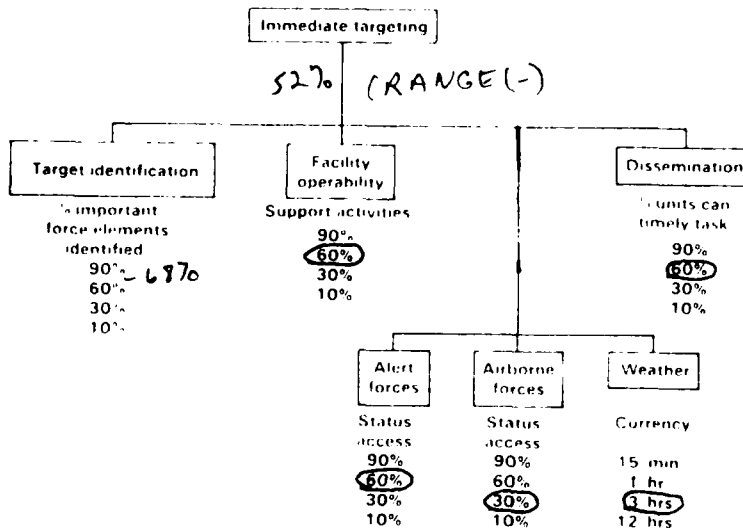 Immediate targeting
52% (RANGE (-)
Target identification
% important
force elements
identified
90%
60%
30%
10%
- 68%
Facility
operability
Support activities
90%
60%
30%
10%
Dissemination
% units can
timely task
90%
60%
30%
10%
Alert
forces
Status
access
90%
60%
30%
10%
Airborne
forces
Status
access
90%
60%
30%
10%
Weather
Currency
15 min
1 hr
3 hrs
12 hrs